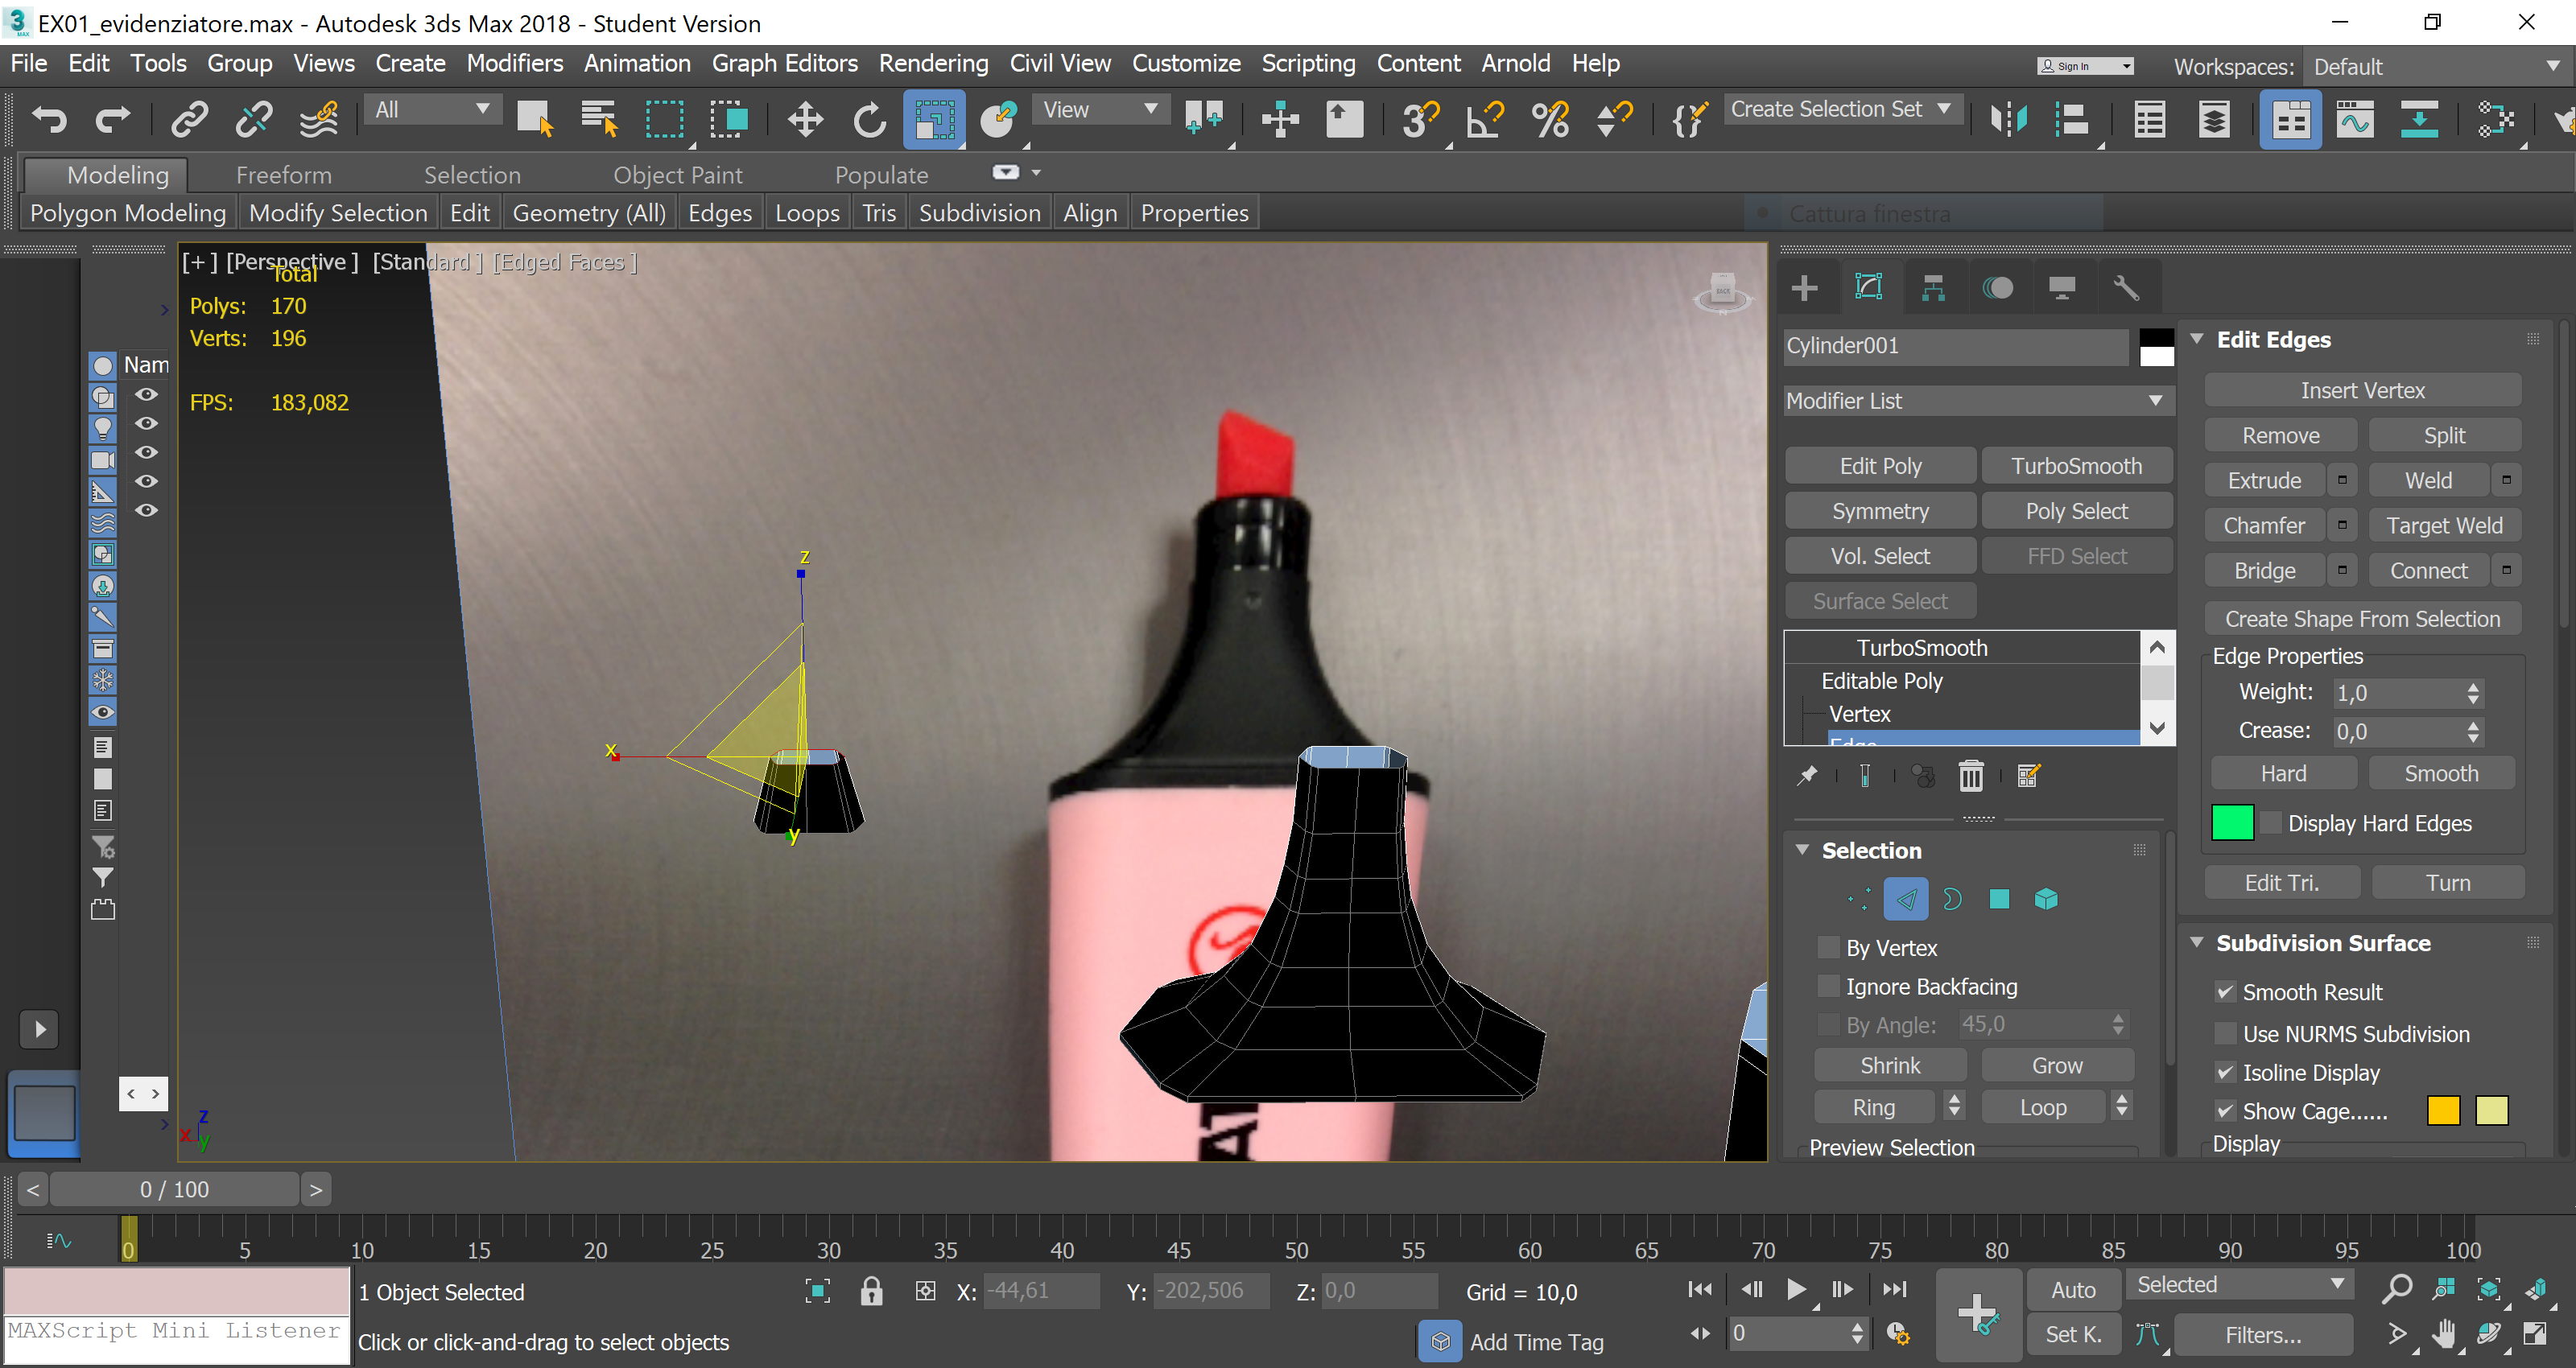 EX01_evidenziatore.max - Autodesk 3ds Max 2018 - Student Version
File Edit Tools Group Views Create Modifiers Animation Graph Editors Rendering Civil View Customize Scripting Content Arnold Help
Sign In
Workspaces: Default
All
View
Create Selection Set
Modeling Freeform Selection Object Paint Populate
Polygon Modeling Modify Selection Edit Geometry (All) Edges Loops Tris Subdivision Align Properties
Cattura finestra
[+] [Perspective] [Standard] [Edged Faces]
Total
Polys: 170
Verts: 196
FPS: 183,082
Nam
z
x
y
AT
z
x
y
Cylinder001
Modifier List
Edit Poly TurboSmooth
Symmetry Poly Select
Vol. Select FFD Select
Surface Select
TurboSmooth
Editable Poly
Vertex
Edge
Selection
By Vertex
Ignore Backfacing
By Angle: 45,0
Shrink Grow
Ring Loop
Preview Selection
Edit Edges
Insert Vertex
Remove Split
Extrude Weld
Chamfer Target Weld
Bridge Connect
Create Shape From Selection
Edge Properties
Weight: 1,0
Crease: 0,0
Hard Smooth
Display Hard Edges
Edit Tri. Turn
Subdivision Surface
Smooth Result
Use NURMS Subdivision
Isoline Display
Show Cage......
Display
< 0 / 100 >
0 5 10 15 20 25 30 35 40 45 50 55 60 65 70 75 80 85 90 95 100
1 Object Selected
X: -44,61 Y: -202,506 Z: 0,0 Grid = 10,0
Auto Selected
MAXScript Mini Listener
Click or click-and-drag to select objects
Add Time Tag
0
Set K. Filters...